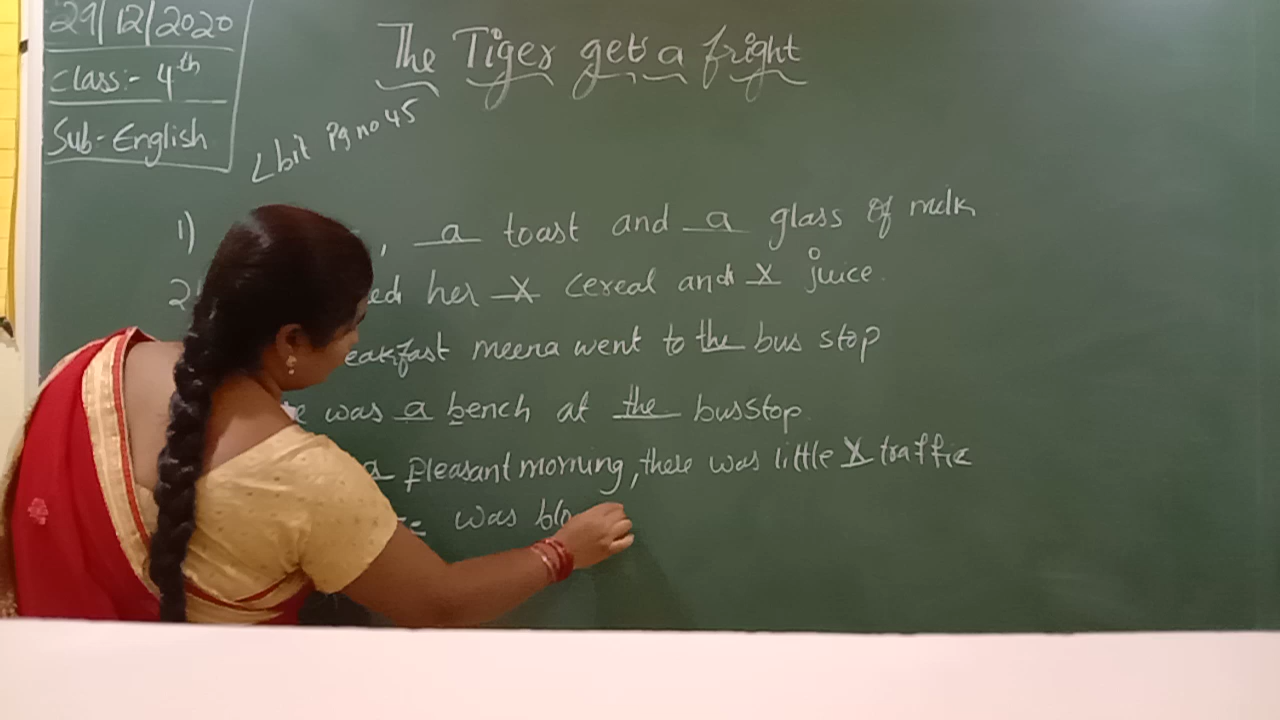 29/12/2020
Class:- 4th
Sub:- English
The Tiger gets a fright
Lbit Pg no 45
1) , a toast and a glass of milk
2) ed her X cereal and X juice.
eakfast meena went to the bus stop
e was a bench at the busstop.
a pleasant morning, there was little X traffic
was blo